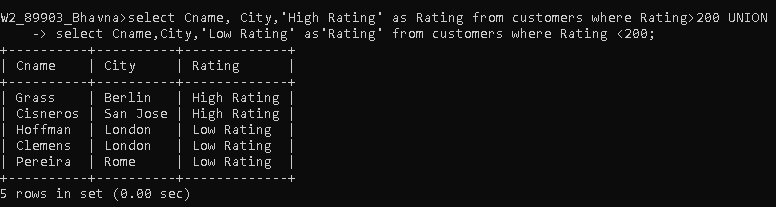 W2_89903_Bhavna>select Cname, City,'High Rating' as Rating from customers where Rating>200 UNION
    -> select Cname,City,'Low Rating' as'Rating' from customers where Rating <200;
+----------+----------+-------------+
| Cname    | City     | Rating      |
+----------+----------+-------------+
| Grass    | Berlin   | High Rating |
| Cisneros | San Jose | High Rating |
| Hoffman  | London   | Low Rating  |
| Clemens  | London   | Low Rating  |
| Pereira  | Rome     | Low Rating  |
+----------+----------+-------------+
5 rows in set (0.00 sec)